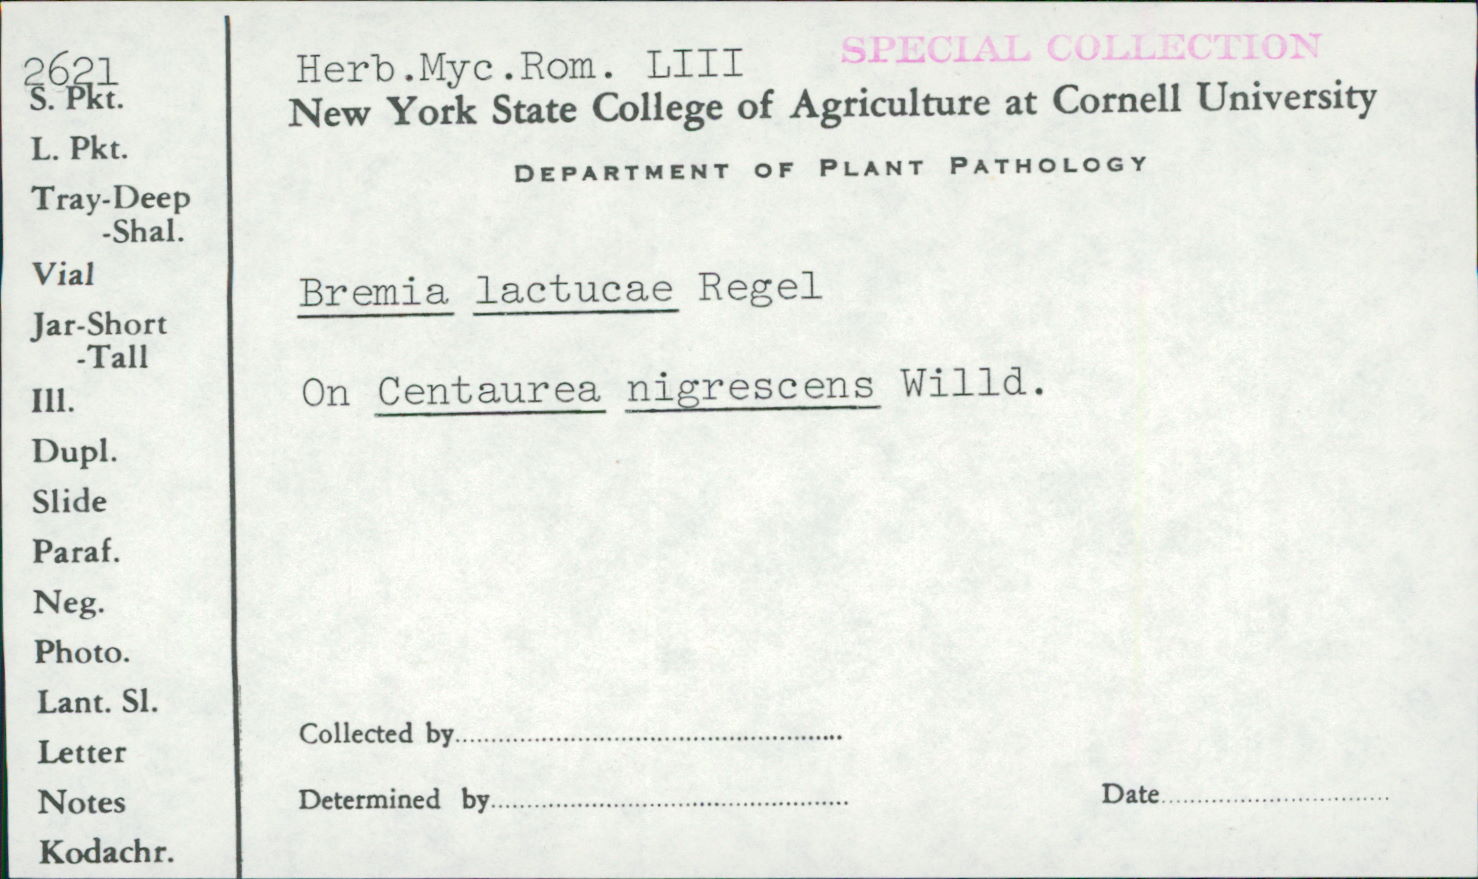 2621
S. Pkt.
L. Pkt.
Tray-Deep
-Shal.
Vial
Jar-Short
-Tall
Ill.
Dupl.
Slide
Paraf.
Neg.
Photo.
Lant. Sl.
Letter
Notes
Kodachr.
Herb.Myc.Rom. LIII
SPECIAL COLLECTION
New York State College of Agriculture at Cornell University
DEPARTMENT OF PLANT PATHOLOGY
Bremia lactucae Regel
On Centaurea nigrescens Willd.
Collected by
Determined by
Date